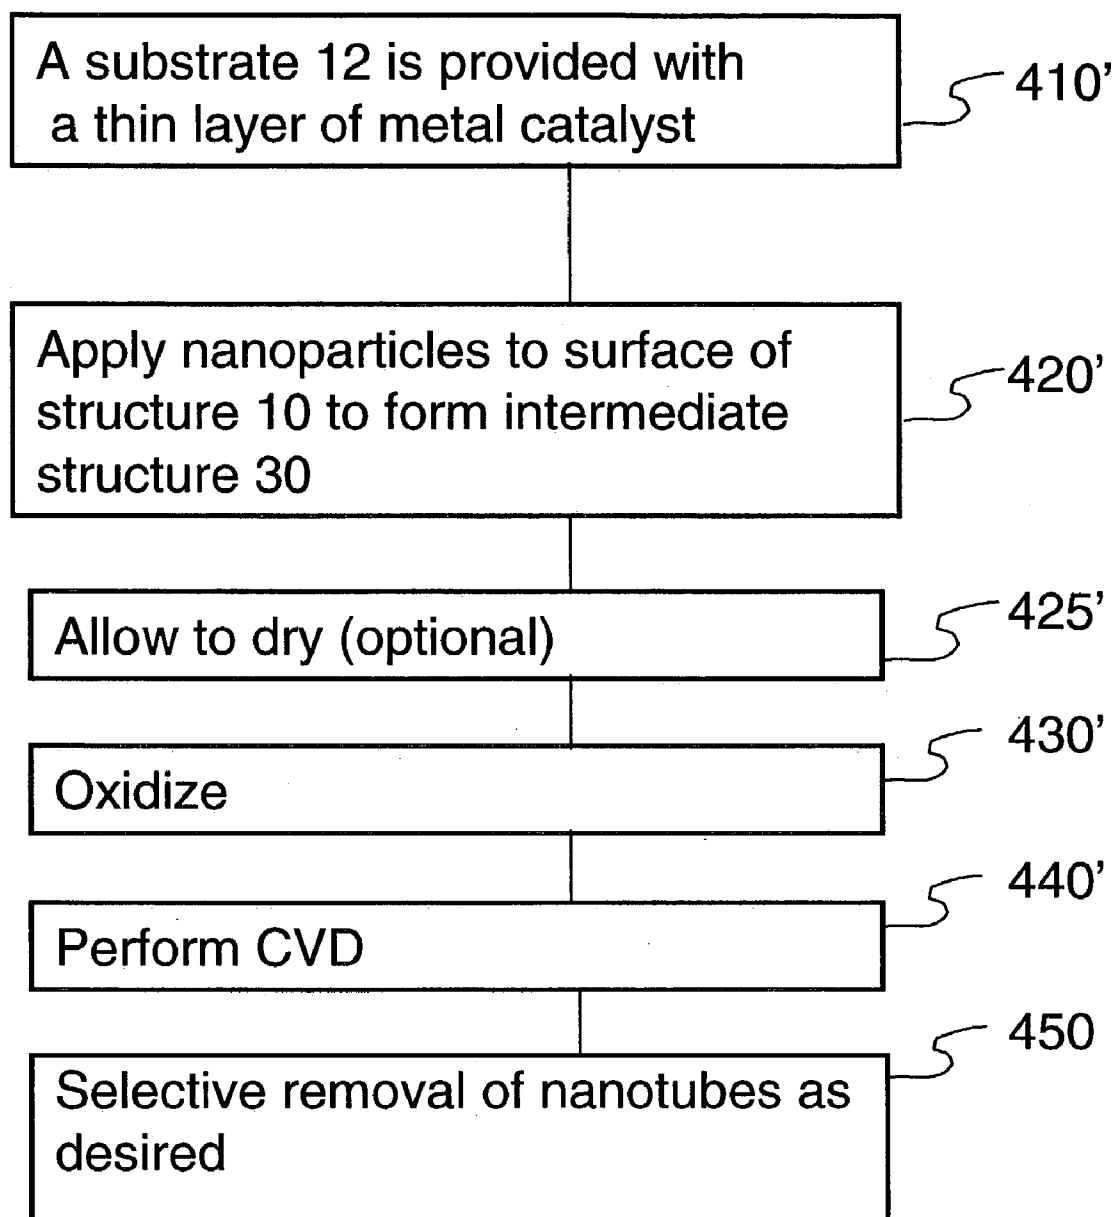 A substrate 12 is provided with
a thin layer of metal catalyst
410'
Apply nanoparticles to surface of
structure 10 to form intermediate
structure 30
420'
Allow to dry (optional)
425'
Oxidize
430'
Perform CVD
440'
Selective removal of nanotubes as
desired
450